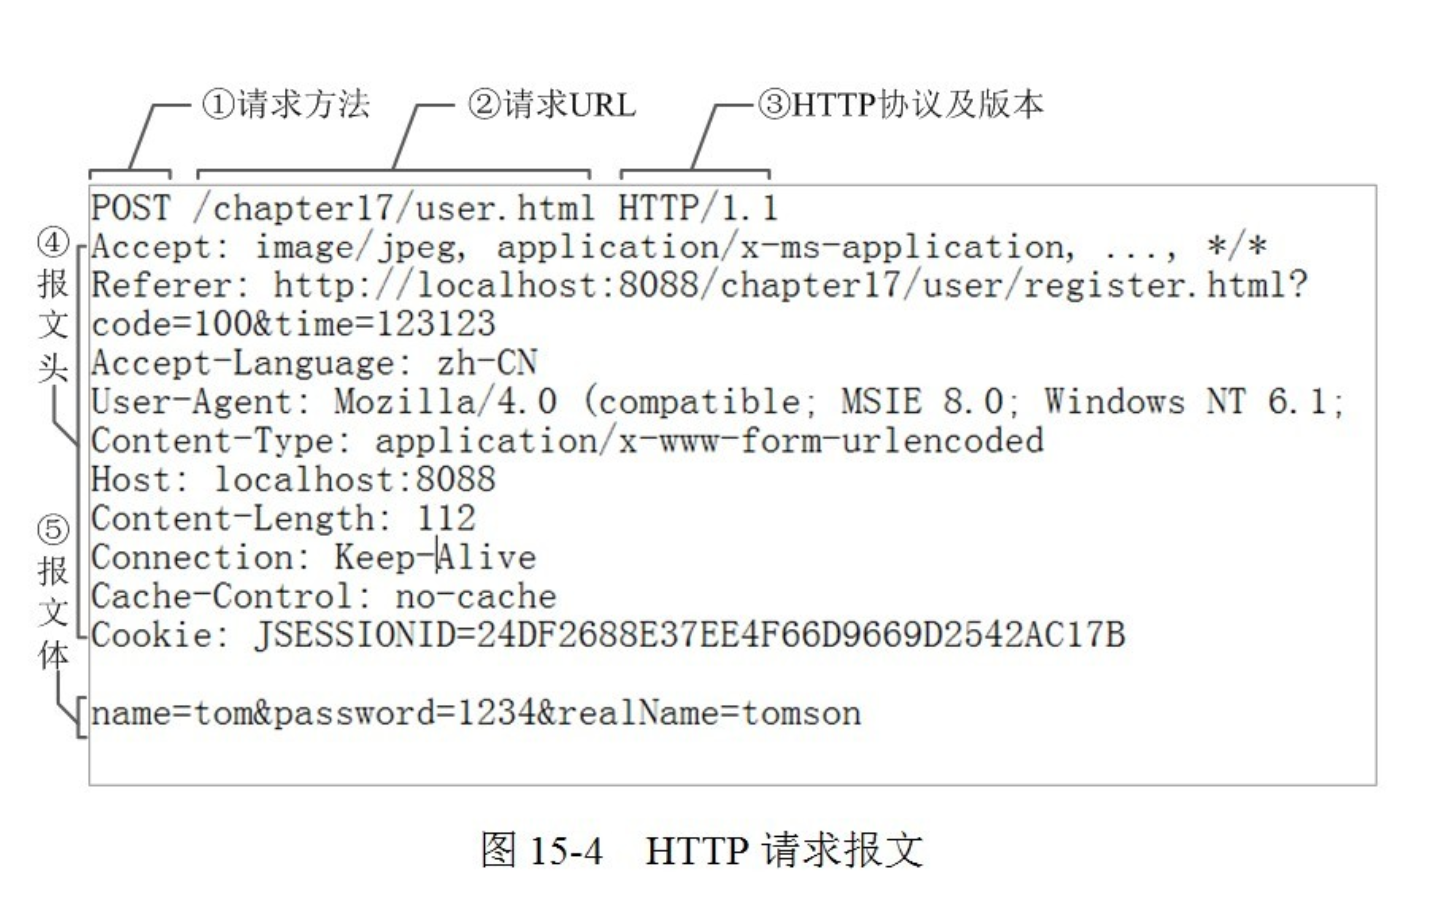 ①请求方法 ②请求URL ③HTTP协议及版本
POST /chapter17/user.html HTTP/1.1
④报文头
Accept: image/jpeg, application/x-ms-application, ..., */*
Referer: http://localhost:8088/chapter17/user/register.html?
code=100&time=123123
Accept-Language: zh-CN
User-Agent: Mozilla/4.0 (compatible; MSIE 8.0; Windows NT 6.1;
Content-Type: application/x-www-form-urlencoded
Host: localhost:8088
Content-Length: 112
Connection: Keep-Alive
Cache-Control: no-cache
Cookie: JSESSIONID=24DF2688E37EE4F66D9669D2542AC17B
⑤报文体
name=tom&password=1234&realName=tomson
图 15-4 HTTP 请求报文